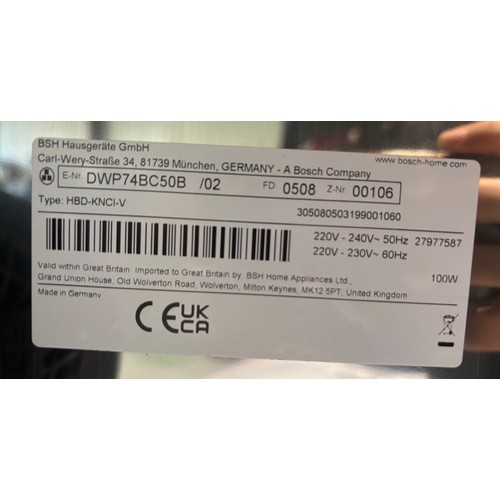 BSH Hausgeräte GmbH
Carl-Wery-Straße 34, 81739 München, GERMANY - A Bosch Company
www.bosch-home.com
E-Nr. DWP74BC50B /02 FD 0508 Z-Nr 00106
Type: HBD-KNCI-V
305080503199001060
220V - 240V~ 50Hz 27977587
220V - 230V~ 60Hz
100W
Valid within Great Britain Imported to Great Britain by BSH Home Appliances Ltd.,
Grand Union House, Old Wolverton Road, Wolverton, Milton Keynes, MK12 5PT, United Kingdom
Made in Germany
CE UK
CA